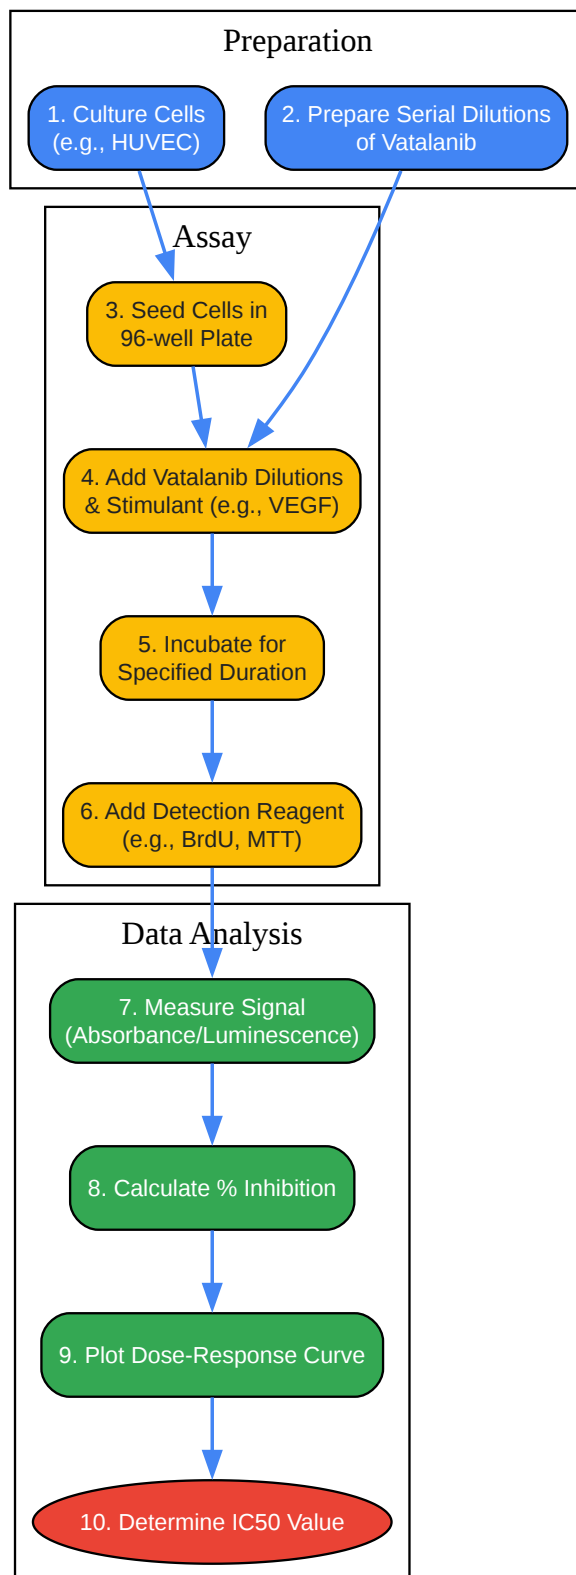 Preparation
1. Culture Cells
(e.g., HUVEC)
2. Prepare Serial Dilutions
of Vatalanib
Assay
3. Seed Cells in
96-well Plate
4. Add Vatalanib Dilutions
& Stimulant (e.g., VEGF)
5. Incubate for
Specified Duration
6. Add Detection Reagent
(e.g., BrdU, MTT)
Data Analysis
7. Measure Signal
(Absorbance/Luminescence)
8. Calculate % Inhibition
9. Plot Dose-Response Curve
10. Determine IC50 Value